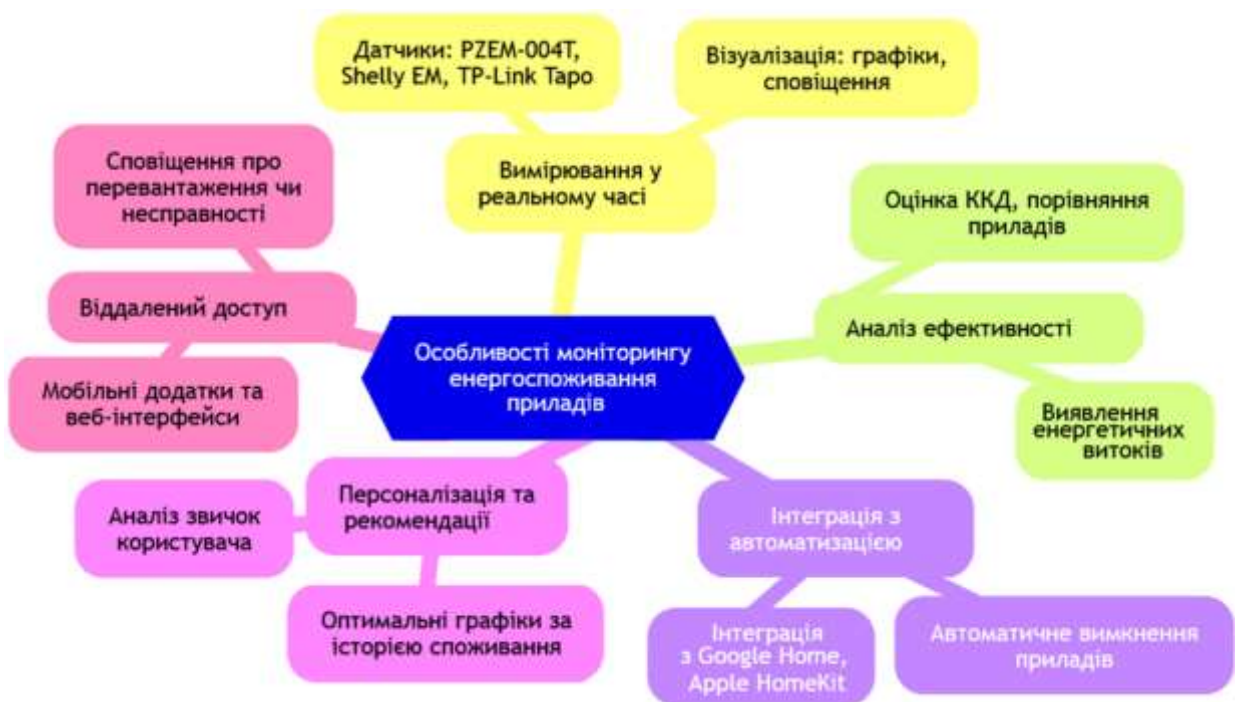 Датчики: PZEM-004T,
Shelly EM, TP-Link Tapo
Візуалізація: графіки,
сповіщення
Вимірювання у
реальному часі
Сповіщення про
перевантаження чи
несправності
Оцінка ККД, порівняння
приладів
Віддалений доступ
Аналіз ефективності
Особливості моніторингу
енергоспоживання
приладів
Мобільні додатки та
веб-інтерфейси
Виявлення
енергетичних
витоків
Персоналізація та
рекомендації
Аналіз звичок
користувача
Інтеграція з
автоматизацією
Оптимальні графіки за
історією споживання
Інтеграція
з Google Home,
Apple HomeKit
Автоматичне вимкнення
приладів